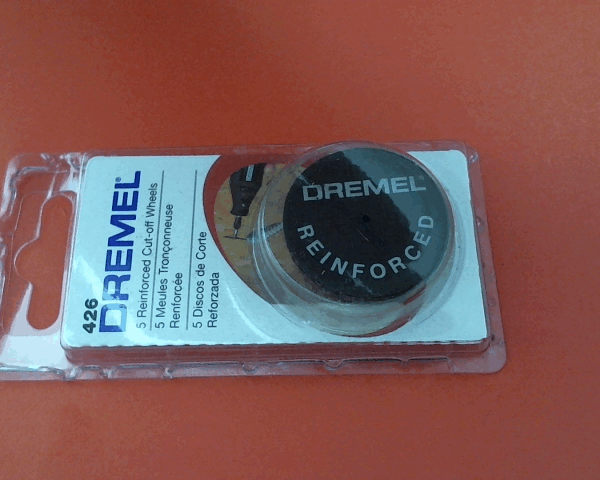 426
DREMEL®
5 Reinforced Cut-off Wheels
5 Meules Tronçonneuse
Renforcée
5 Discos de Corte
Reforzada
DREMEL
REINFORCED